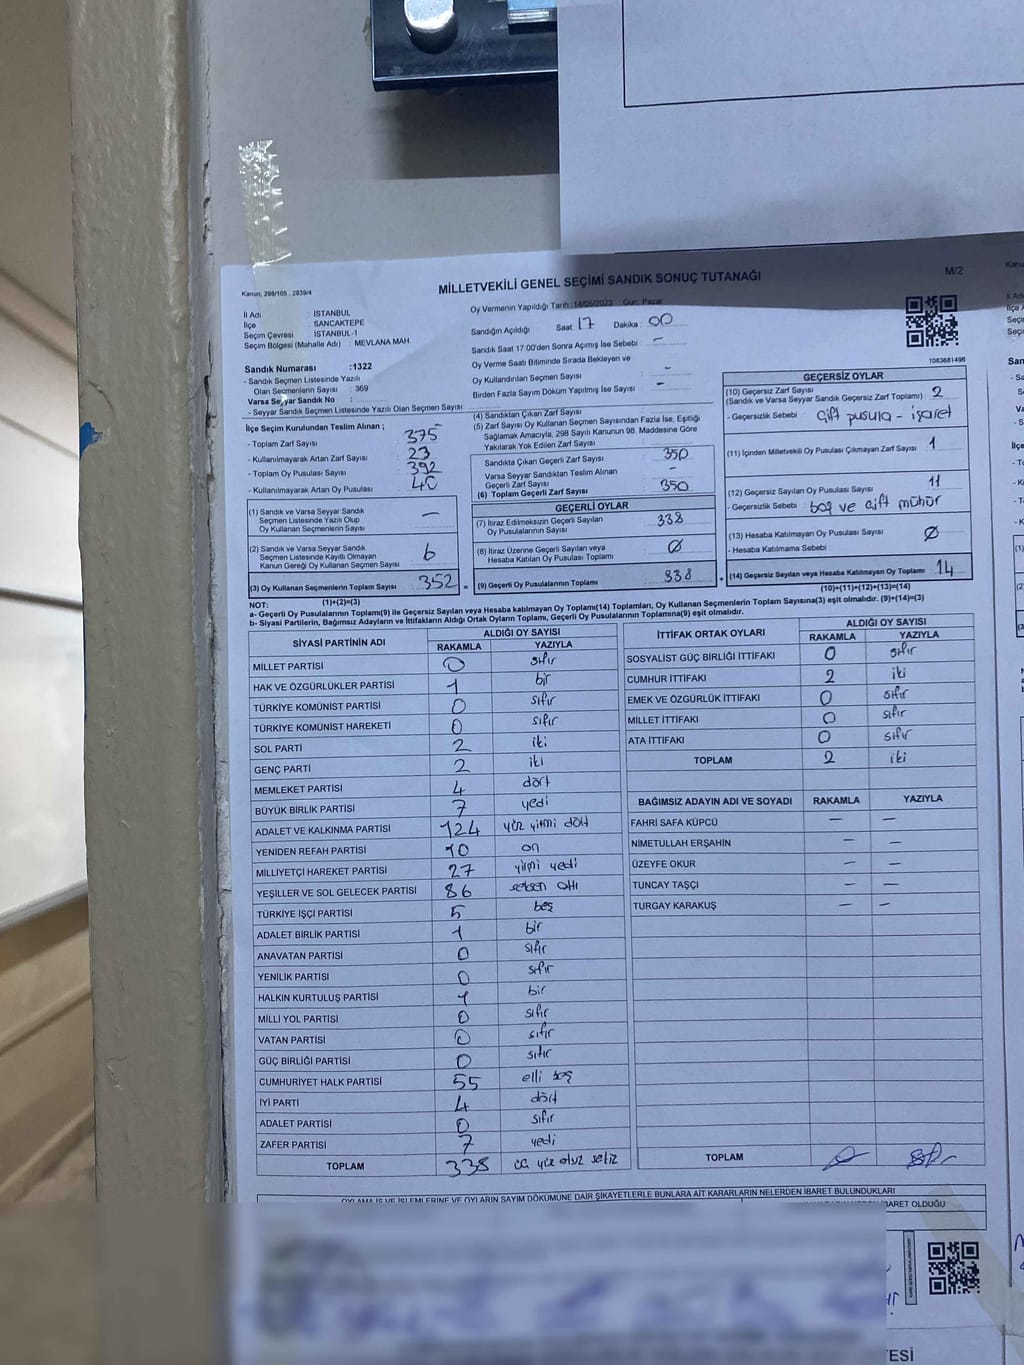 Kanun: 298/105 , 2839/4
MİLLETVEKİLİ GENEL SEÇİMİ SANDIK SONUÇ TUTANAĞI
M/2
İl Adı : İSTANBUL
İlçe : SANCAKTEPE
Seçim Çevresi : İSTANBUL-1
Seçim Bölgesi (Mahalle Adı) : MEVLANA MAH.
Sandık Numarası :1322
- Sandık Seçmen Listesinde Yazılı
Olan Seçmenlerin Sayısı : 369
Varsa Seyyar Sandık No :
- Seyyar Sandık Seçmen Listesinde Yazılı Olan Seçmen Sayısı :
Oy Vermenin Yapıldığı Tarih :14/05/2023 Gün: Pazar
Sandığın Açıldığı Saat : 17 Dakika : 00
Sandık Saat 17:00'den Sonra Açımış İse Sebebi : -
Oy Verme Saati Bitiminde Sırada Bekleyen ve
Oy Kullandırılan Seçmen Sayısı : -
Birden Fazla Sayım Döküm Yapılmış İse Sayısı : -
1083681496
İlçe Seçim Kurulundan Teslim Alınan ;
- Toplam Zarf Sayısı : 375
- Kullanılmayarak Artan Zarf Sayısı : 23
- Toplam Oy Pusulası Sayısı : 392
- Kullanılmayarak Artan Oy Pusulası : 40
(1) Sandık ve Varsa Seyyar Sandık
Seçmen Listesinde Yazılı Olup
Oy Kullanan Seçmenlerin Sayısı : -
(2) Sandık ve Varsa Seyyar Sandık
Seçmen Listesinde Kayıtlı Olmayan
Kanun Gereği Oy Kullanan Seçmen Sayısı : 6
(3) Oy Kullanan Seçmenlerin Toplam Sayısı : 352 =
(4) Sandıktan Çıkan Zarf Sayısı
(5) Zarf Sayısı Oy Kullanan Seçmen Sayısından Fazla İse, Eşitliği
Sağlamak Amacıyla, 298 Sayılı Kanunun 98. Maddesine Göre
Yakılarak Yok Edilen Zarf Sayısı
Sandıkta Çıkan Geçerli Zarf Sayısı : 350
Varsa Seyyar Sandıktan Teslim Alınan
Geçerli Zarf Sayısı : -
(6) Toplam Geçerli Zarf Sayısı : 350
GEÇERLİ OYLAR
(7) İtiraz Edilmeksizin Geçerli Sayılan
Oy Pusulalarının Sayısı : 338
(8) İtiraz Üzerine Geçerli Sayılan veya
Hesaba Katılan Oy Pusulası Toplamı : Ø
(9) Geçerli Oy Pusulalarının Toplamı : 338 +
GEÇERSİZ OYLAR
(10) Geçersiz Zarf Sayısı
(Sandık ve Varsa Seyyar Sandık Geçersiz Zarf Toplamı) : 2
- Geçersizlik Sebebi : Çift pusula - işaret
(11) İçinden Milletvekili Oy Pusulası Çıkmayan Zarf Sayısı : 1
(12) Geçersiz Sayılan Oy Pusulası Sayısı : 11
- Geçersizlik Sebebi : boş ve çift mühür
(13) Hesaba Katılmayan Oy Pusulası Sayısı : Ø
- Hesaba Katılmama Sebebi :
(14) Geçersiz Sayılan veya Hesaba Katılmayan Oy Toplamı : 14
NOT: (1)+(2)=(3) (10)+(11)+(12)+(13)=(14)
a- Geçerli Oy Pusulaları Toplamı(9) ile Geçersiz Sayılan veya Hesaba katılmayan Oy Toplamı(14) Toplamları, Oy Kullanan Seçmenlerin Toplam Sayısına(3) eşit olmalıdır. (9)+(14)=(3)
b- Siyasi Partilerin, Bağımsız Adayların ve İttifakların Aldığı Ortak Oyların Toplamı, Geçerli Oy Pusulalarının Toplamına(9) eşit olmalıdır.
SİYASİ PARTİNİN ADI ALDIĞI OY SAYISI
RAKAMLA YAZIYLA
MİLLET PARTİSİ 0 sıfır
HAK VE ÖZGÜRLÜKLER PARTİSİ 1 bir
TÜRKİYE KOMÜNİST PARTİSİ 0 sıfır
TÜRKİYE KOMÜNİST HAREKETİ 0 sıfır
SOL PARTİ 2 iki
GENÇ PARTİ 2 iki
MEMLEKET PARTİSİ 4 dört
BÜYÜK BİRLİK PARTİSİ 7 yedi
ADALET VE KALKINMA PARTİSİ 124 yüz yirmi dört
YENİDEN REFAH PARTİSİ 10 on
MİLLİYETÇİ HAREKET PARTİSİ 27 yirmi yedi
YEŞİLLER VE SOL GELECEK PARTİSİ 86 seksen altı
TÜRKİYE İŞÇİ PARTİSİ 5 beş
ADALET BİRLİK PARTİSİ 1 bir
ANAVATAN PARTİSİ 0 sıfır
YENİLİK PARTİSİ 0 sıfır
HALKIN KURTULUŞ PARTİSİ 1 bir
MİLLİ YOL PARTİSİ 0 sıfır
VATAN PARTİSİ 0 sıfır
GÜÇ BİRLİĞİ PARTİSİ 0 sıfır
CUMHURİYET HALK PARTİSİ 55 elli beş
İYİ PARTİ 4 dört
ADALET PARTİSİ 0 sıfır
ZAFER PARTİSİ 7 yedi
TOPLAM 338 üç yüz otuz sekiz
İTTİFAK ORTAK OYLARI ALDIĞI OY SAYISI
RAKAMLA YAZIYLA
SOSYALİST GÜÇ BİRLİĞİ İTTİFAKI 0 sıfır
CUMHUR İTTİFAKI 2 iki
EMEK VE ÖZGÜRLÜK İTTİFAKI 0 sıfır
MİLLET İTTİFAKI 0 sıfır
ATA İTTİFAKI 0 sıfır
TOPLAM 2 iki
BAĞIMSIZ ADAYIN ADI VE SOYADI RAKAMLA YAZIYLA
FAHRİ SAFA KÜPCÜ - -
NİMETULLAH ERŞAHİN - -
ÜZEYFE OKUR - -
TUNCAY TAŞÇI - -
TURGAY KARAKUŞ - -
TOPLAM
OYLAMA İŞ VE İŞLEMLERİNE VE OYLARIN SAYIM DÖKÜMÜNE DAİR ŞİKAYETLERLE BUNLARA AİT KARARLARIN NELERDEN İBARET BULUNDUKLARI
İBARET OLDUĞU